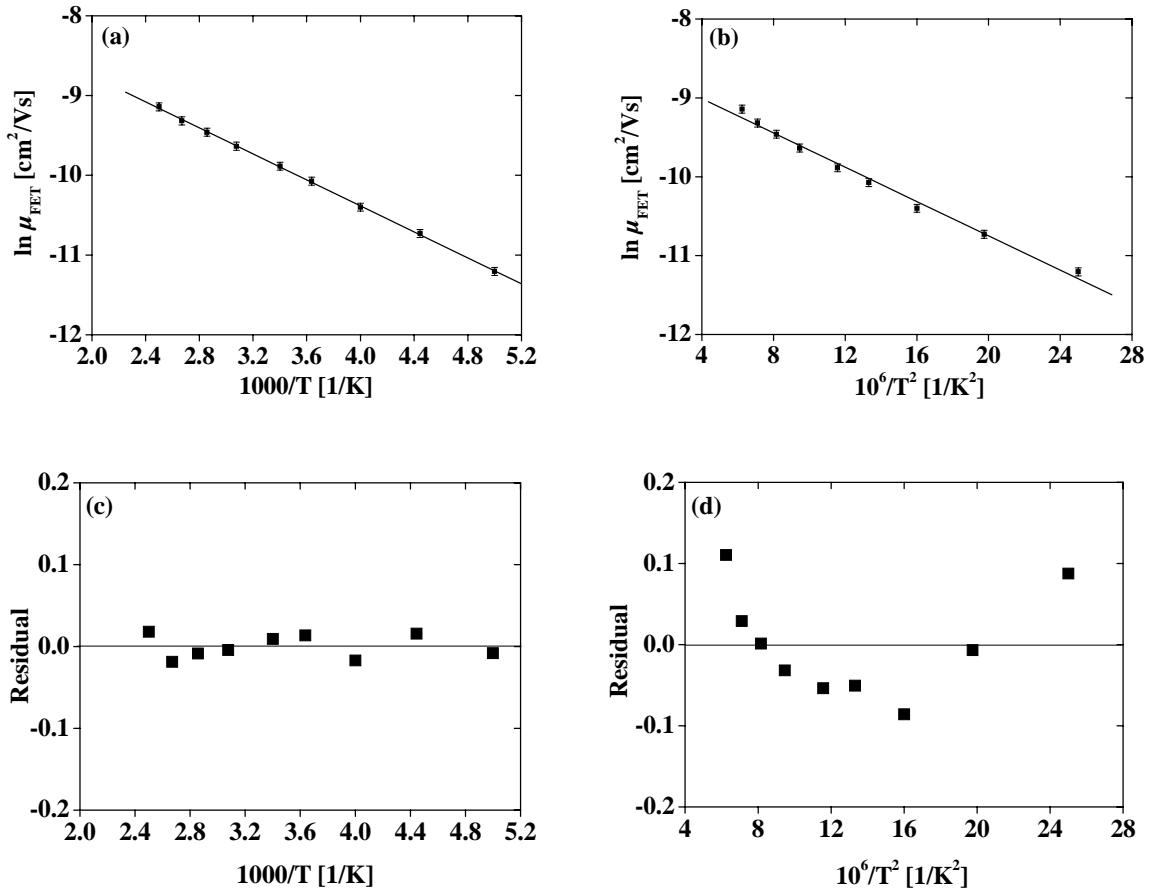 (a)
ln μFET [cm²/Vs]
-8
-9
-10
-11
-12
2.0 2.4 2.8 3.2 3.6 4.0 4.4 4.8 5.2
1000/T [1/K]
(b)
ln μFET [cm²/Vs]
-8
-9
-10
-11
-12
4 8 12 16 20 24 28
10⁶/T² [1/K²]
(c)
Residual
0.2
0.1
0.0
-0.1
-0.2
2.0 2.4 2.8 3.2 3.6 4.0 4.4 4.8 5.2
1000/T [1/K]
(d)
Residual
0.2
0.1
0.0
-0.1
-0.2
4 8 12 16 20 24 28
10⁶/T² [1/K²]